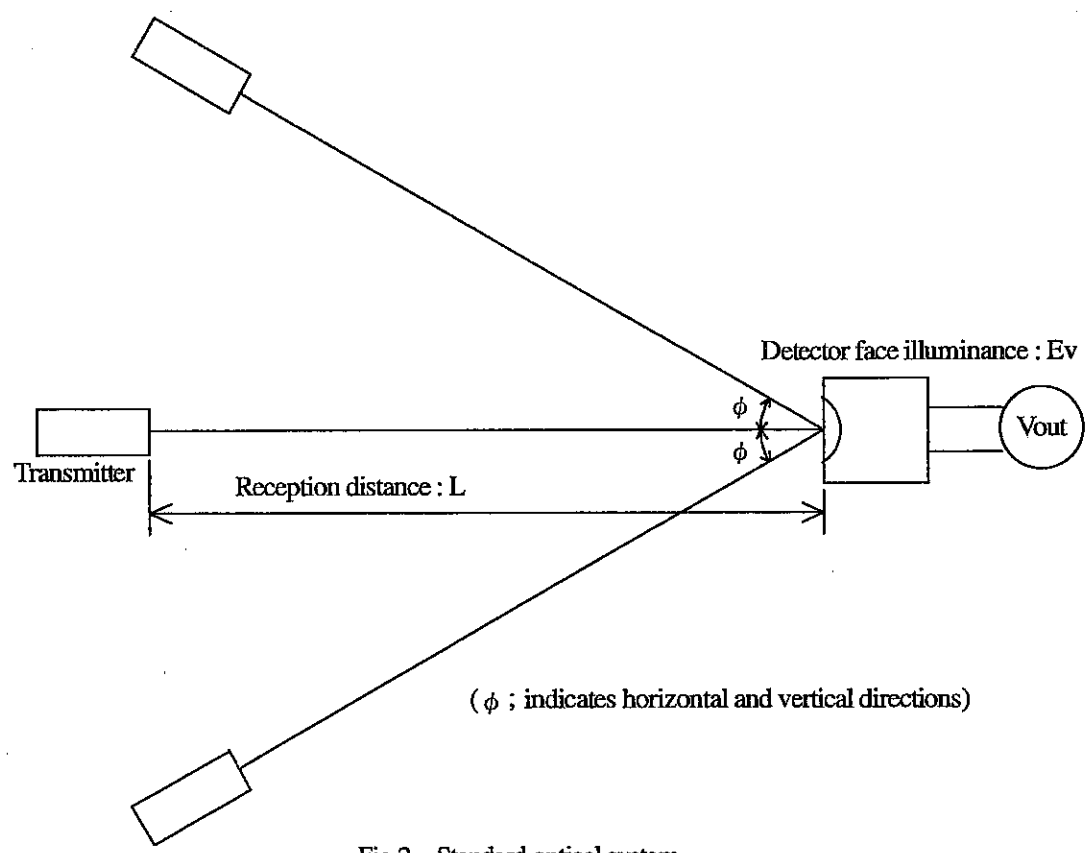 Detector face illuminance : Ev
ϕ
Vout
ϕ
Transmitter
Reception distance : L
( ϕ ; indicates horizontal and vertical directions)
Fig.2 Standard optical system